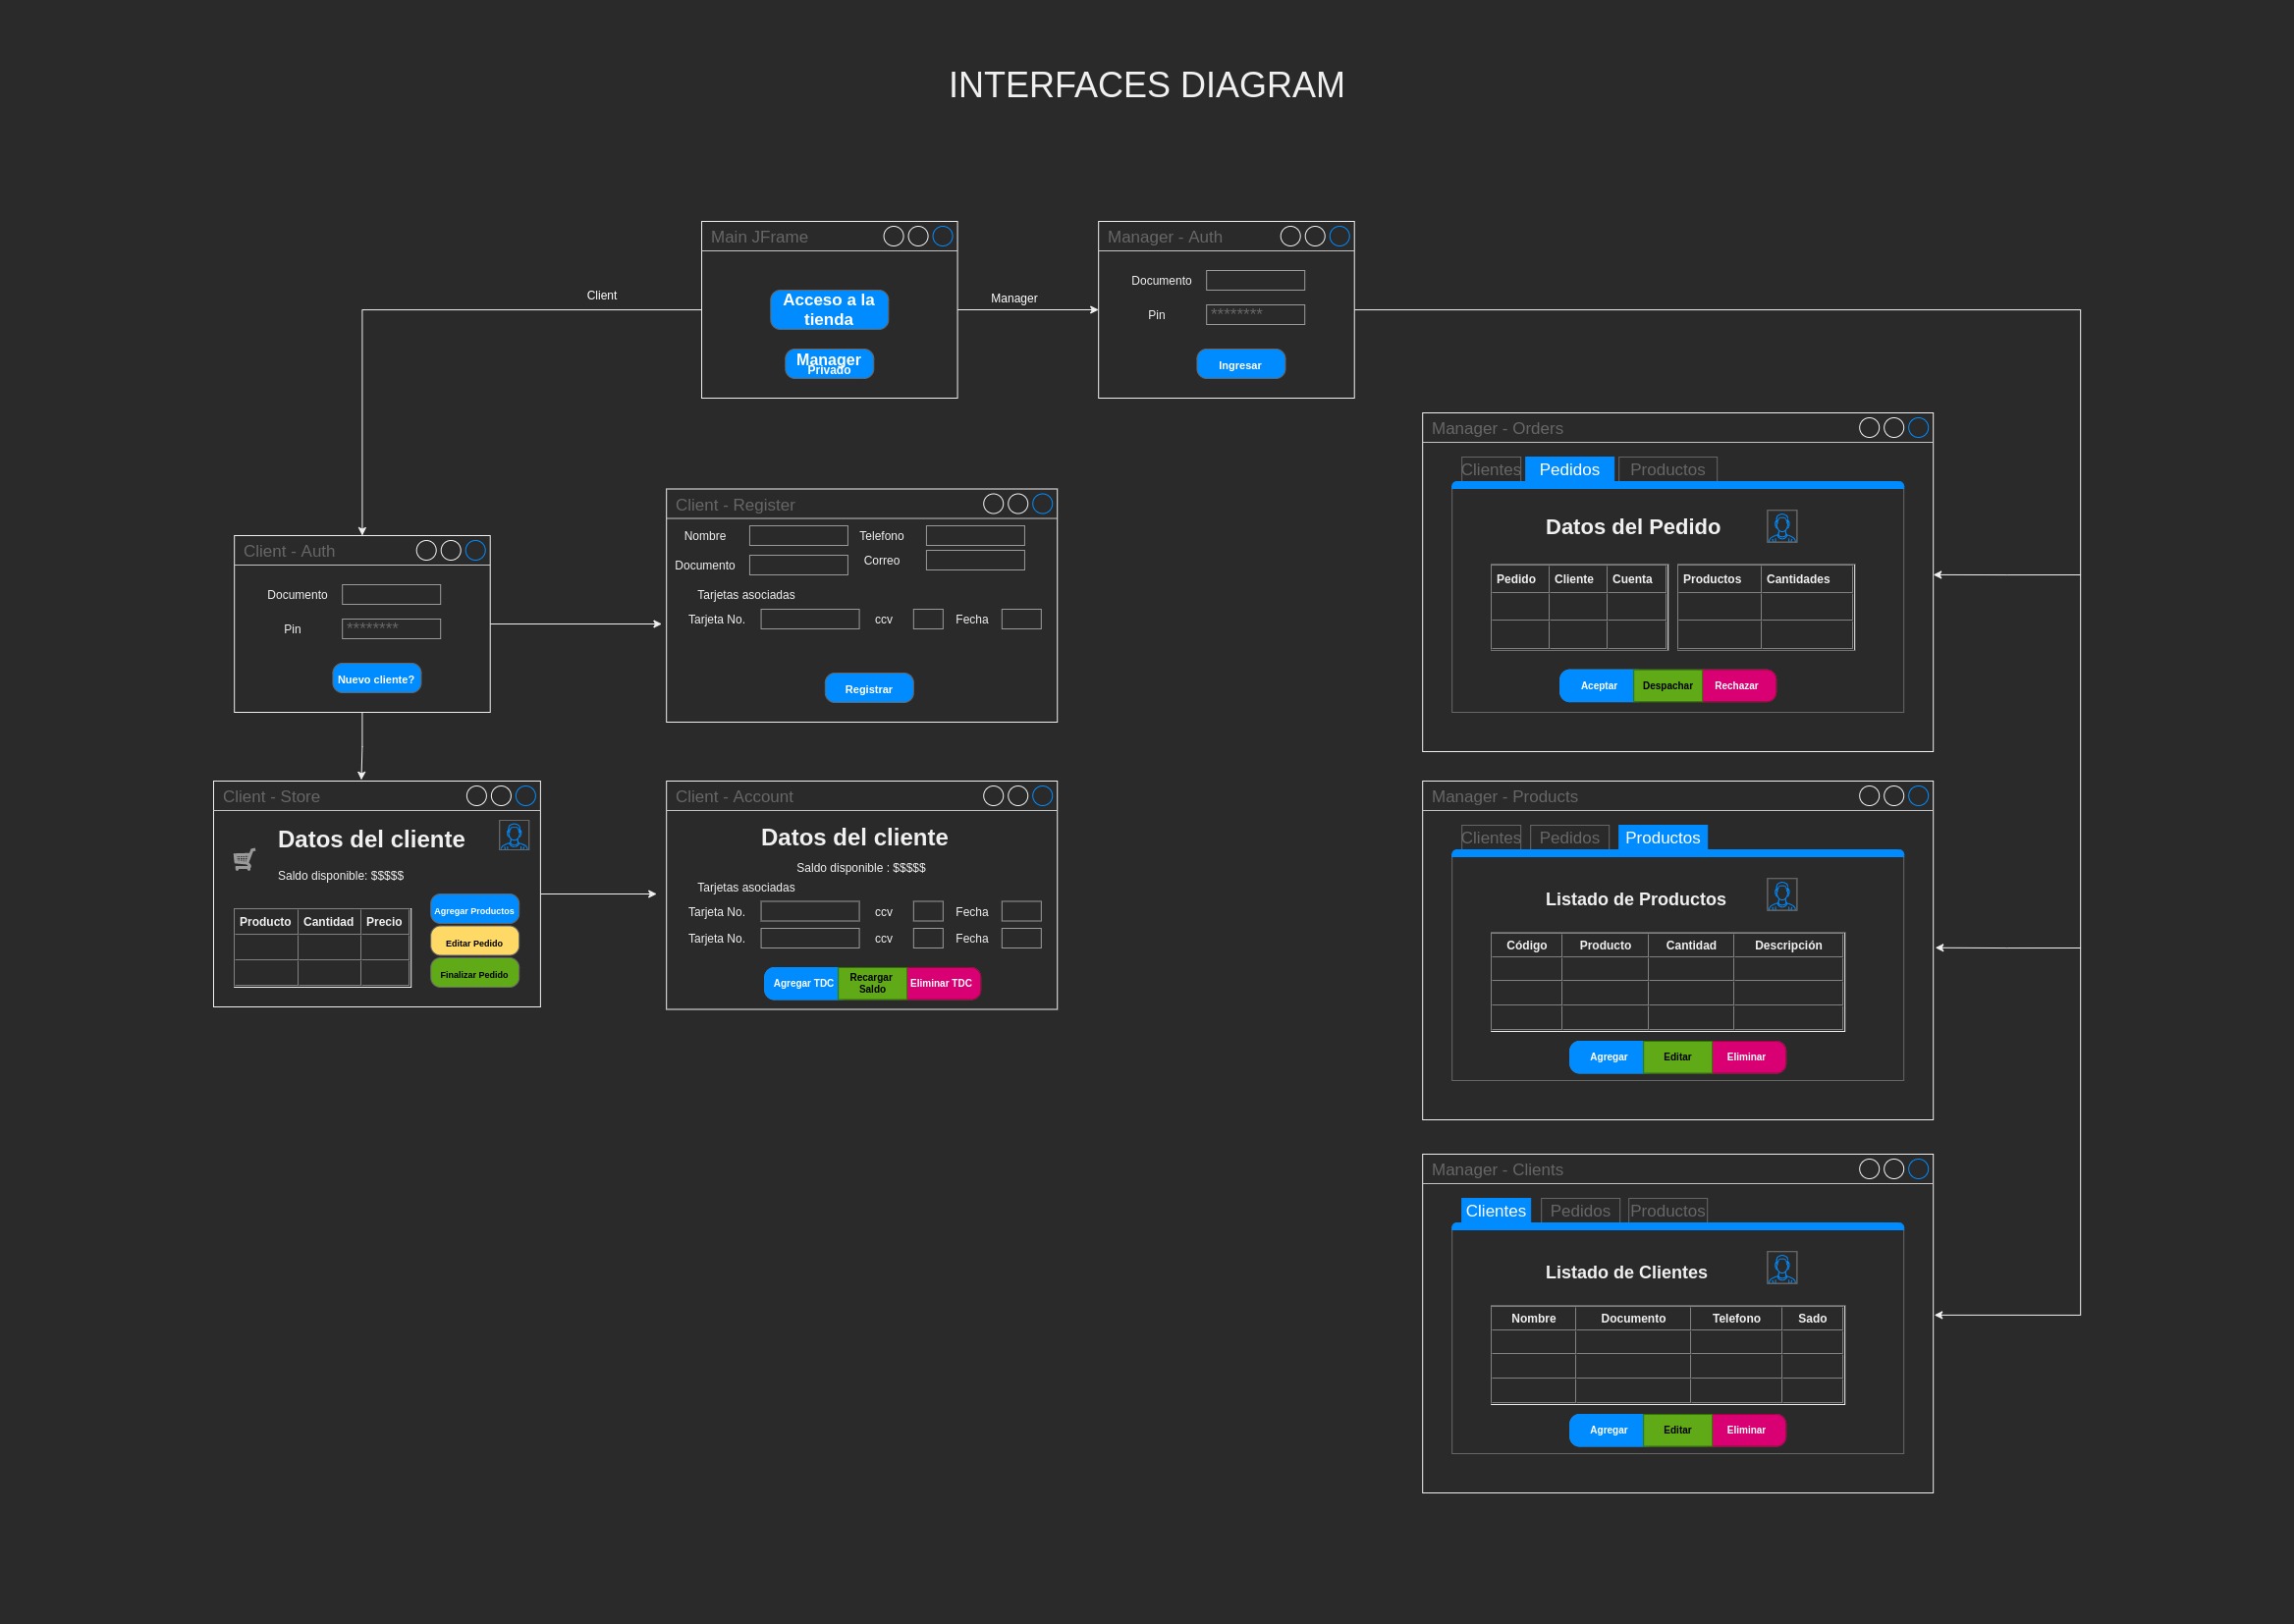 INTERFACES DIAGRAM
Main JFrame
Acceso a la
tienda
Manager
Privado
Client
Manager
Manager - Auth
Documento
Pin
********
Ingresar
Client - Auth
Documento
Pin
********
Nuevo cliente?
Client - Register
Nombre
Telefono
Documento
Correo
Tarjetas asociadas
Tarjeta No.
ccv
Fecha
Registrar
Client - Store
Datos del cliente
Saldo disponible: $$$$$
Producto Cantidad Precio
Agregar Productos
Editar Pedido
Finalizar Pedido
Client - Account
Datos del cliente
Saldo disponible : $$$$$
Tarjetas asociadas
Tarjeta No. ccv Fecha
Tarjeta No. ccv Fecha
Agregar TDC
Recargar
Saldo
Eliminar TDC
Manager - Orders
Clientes Pedidos Productos
Datos del Pedido
Pedido Cliente Cuenta Productos Cantidades
Aceptar Despachar Rechazar
Manager - Products
Clientes Pedidos Productos
Listado de Productos
Código Producto Cantidad Descripción
Agregar Editar Eliminar
Manager - Clients
Clientes Pedidos Productos
Listado de Clientes
Nombre Documento Telefono Sado
Agregar Editar Eliminar